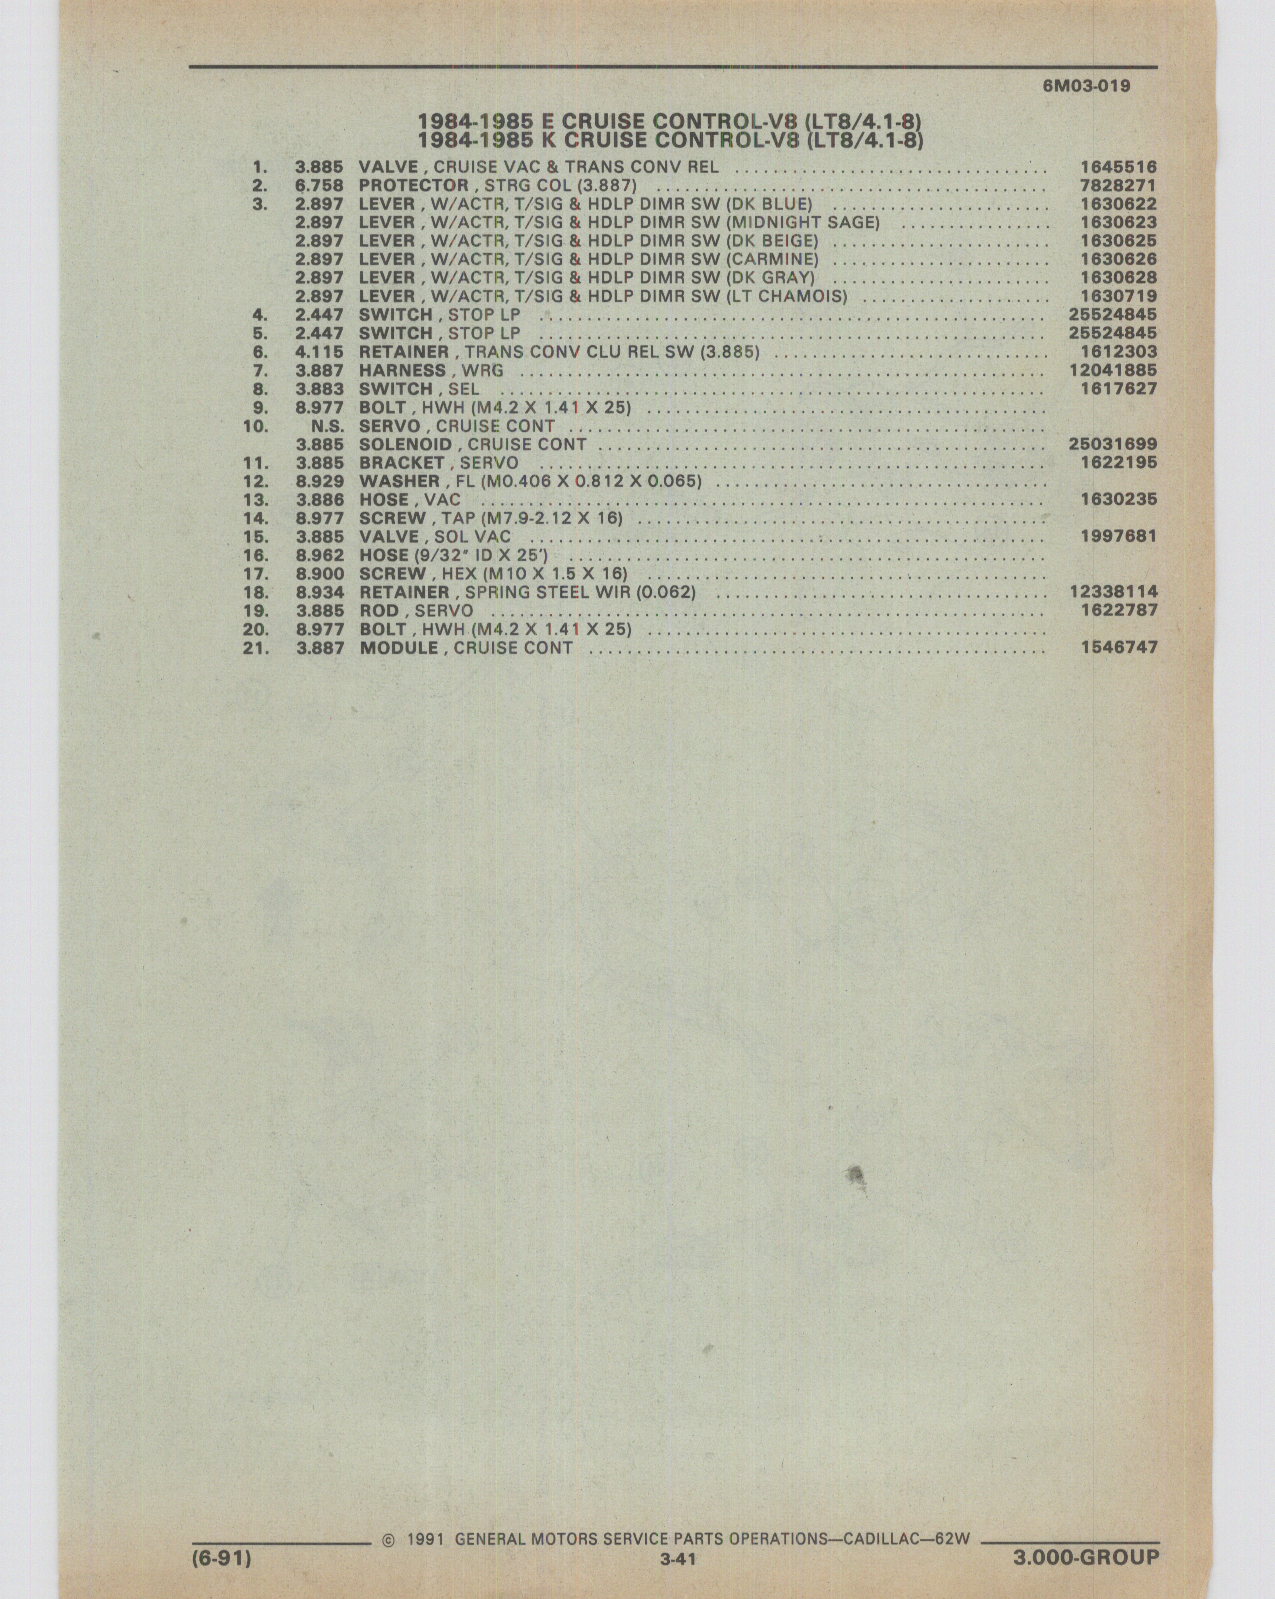 6M03-019
1984-1985 E CRUISE CONTROL-V8 (LT8/4.1-8)
1984-1985 K CRUISE CONTROL-V8 (LT8/4.1-8)
1. 3.885 VALVE , CRUISE VAC & TRANS CONV REL ................................. 1645516
2. 6.758 PROTECTOR , STRG COL (3.887) ......................................... 7828271
3. 2.897 LEVER , W/ACTR, T/SIG & HDLP DIMR SW (DK BLUE) ....................... 1630622
2.897 LEVER , W/ACTR, T/SIG & HDLP DIMR SW (MIDNIGHT SAGE) ................ 1630623
2.897 LEVER , W/ACTR, T/SIG & HDLP DIMR SW (DK BEIGE) ....................... 1630625
2.897 LEVER , W/ACTR, T/SIG & HDLP DIMR SW (CARMINE) ....................... 1630626
2.897 LEVER , W/ACTR, T/SIG & HDLP DIMR SW (DK GRAY) ....................... 1630628
2.897 LEVER , W/ACTR, T/SIG & HDLP DIMR SW (LT CHAMOIS) .................... 1630719
4. 2.447 SWITCH , STOP LP ..................................................... 25524845
5. 2.447 SWITCH , STOP LP ..................................................... 25524845
6. 4.115 RETAINER , TRANS CONV CLU REL SW (3.885) ............................. 1612303
7. 3.887 HARNESS , WRG ....................................................... 12041885
8. 3.883 SWITCH , SEL ......................................................... 1617627
9. 8.977 BOLT , HWH (M4.2 X 1.41 X 25) ..........................................
10. N.S. SERVO , CRUISE CONT ..................................................
3.885 SOLENOID , CRUISE CONT ............................................... 25031699
11. 3.885 BRACKET , SERVO ..................................................... 1622195
12. 8.929 WASHER , FL (M0.406 X 0.812 X 0.065) ...................................
13. 3.886 HOSE , VAC ........................................................... 1630235
14. 8.977 SCREW , TAP (M7.9-2.12 X 16) ...........................................
15. 3.885 VALVE , SOL VAC ...................................................... 1997681
16. 8.962 HOSE (9/32" ID X 25') ..................................................
17. 8.900 SCREW , HEX (M10 X 1.5 X 16) ..........................................
18. 8.934 RETAINER , SPRING STEEL WIR (0.062) ................................... 12338114
19. 3.885 ROD , SERVO .......................................................... 1622787
20. 8.977 BOLT , HWH (M4.2 X 1.41 X 25) ..........................................
21. 3.887 MODULE , CRUISE CONT ................................................ 1546747
© 1991 GENERAL MOTORS SERVICE PARTS OPERATIONS—CADILLAC—62W
(6-91) 3-41 3.000-GROUP